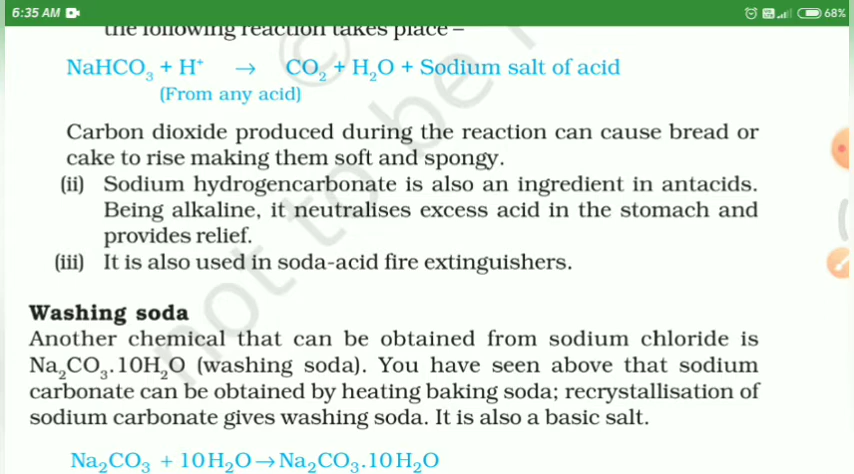 6:35 AM
68%
the following reaction takes place –
NaHCO₃ + H⁺ → CO₂ + H₂O + Sodium salt of acid
(From any acid)
Carbon dioxide produced during the reaction can cause bread or
cake to rise making them soft and spongy.
(ii) Sodium hydrogencarbonate is also an ingredient in antacids.
Being alkaline, it neutralises excess acid in the stomach and
provides relief.
(iii) It is also used in soda-acid fire extinguishers.
Washing soda
Another chemical that can be obtained from sodium chloride is
Na₂CO₃.10H₂O (washing soda). You have seen above that sodium
carbonate can be obtained by heating baking soda; recrystallisation of
sodium carbonate gives washing soda. It is also a basic salt.
Na₂CO₃ + 10H₂O → Na₂CO₃.10H₂O
not to be